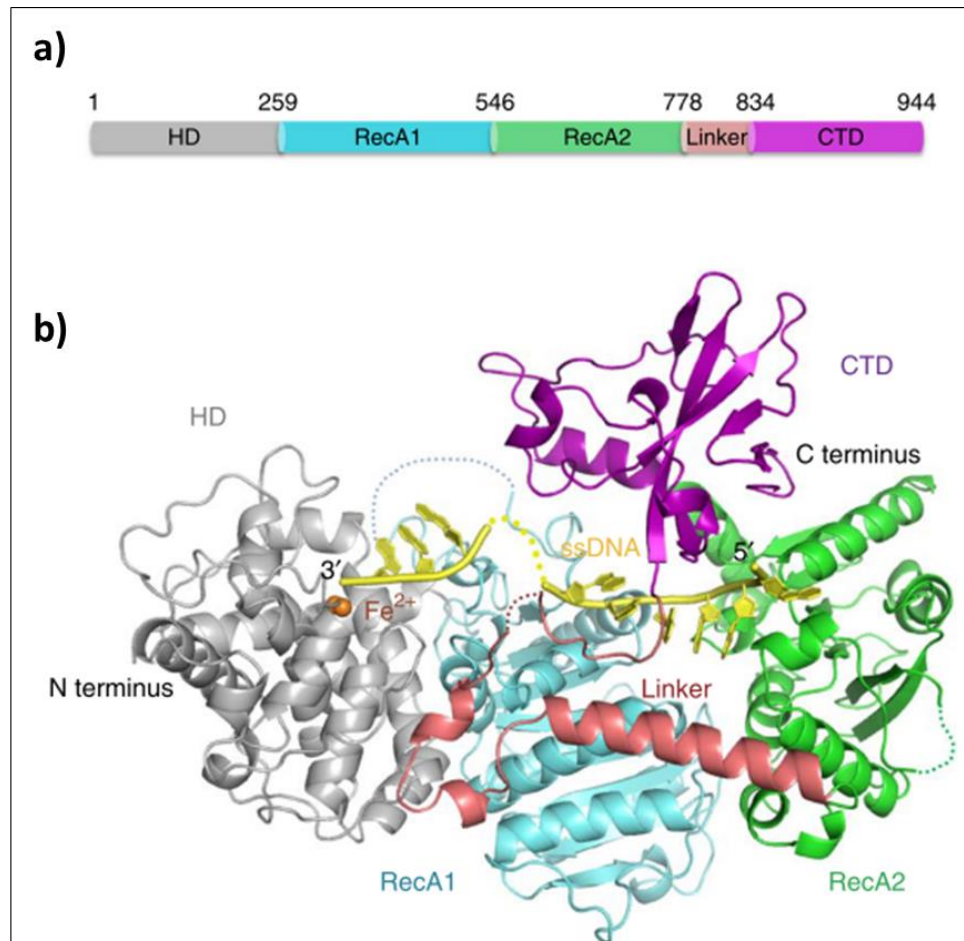 a)
1 259 546 778 834 944
HD RecA1 RecA2 Linker CTD
b)
CTD
HD
C terminus
ssDNA 5′
3′
Fe2+
N terminus
Linker
RecA1 RecA2